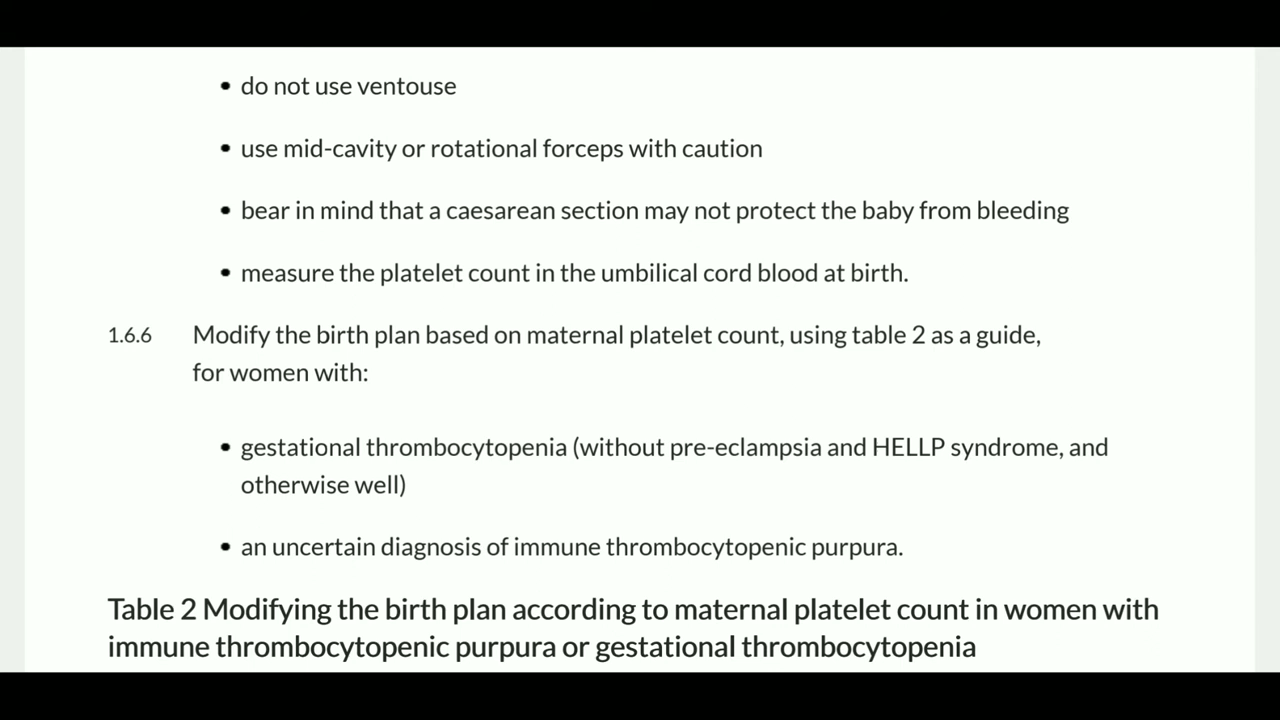 • do not use ventouse
• use mid-cavity or rotational forceps with caution
• bear in mind that a caesarean section may not protect the baby from bleeding
• measure the platelet count in the umbilical cord blood at birth.
1.6.6 Modify the birth plan based on maternal platelet count, using table 2 as a guide,
for women with:
• gestational thrombocytopenia (without pre-eclampsia and HELLP syndrome, and
otherwise well)
• an uncertain diagnosis of immune thrombocytopenic purpura.
Table 2 Modifying the birth plan according to maternal platelet count in women with
immune thrombocytopenic purpura or gestational thrombocytopenia